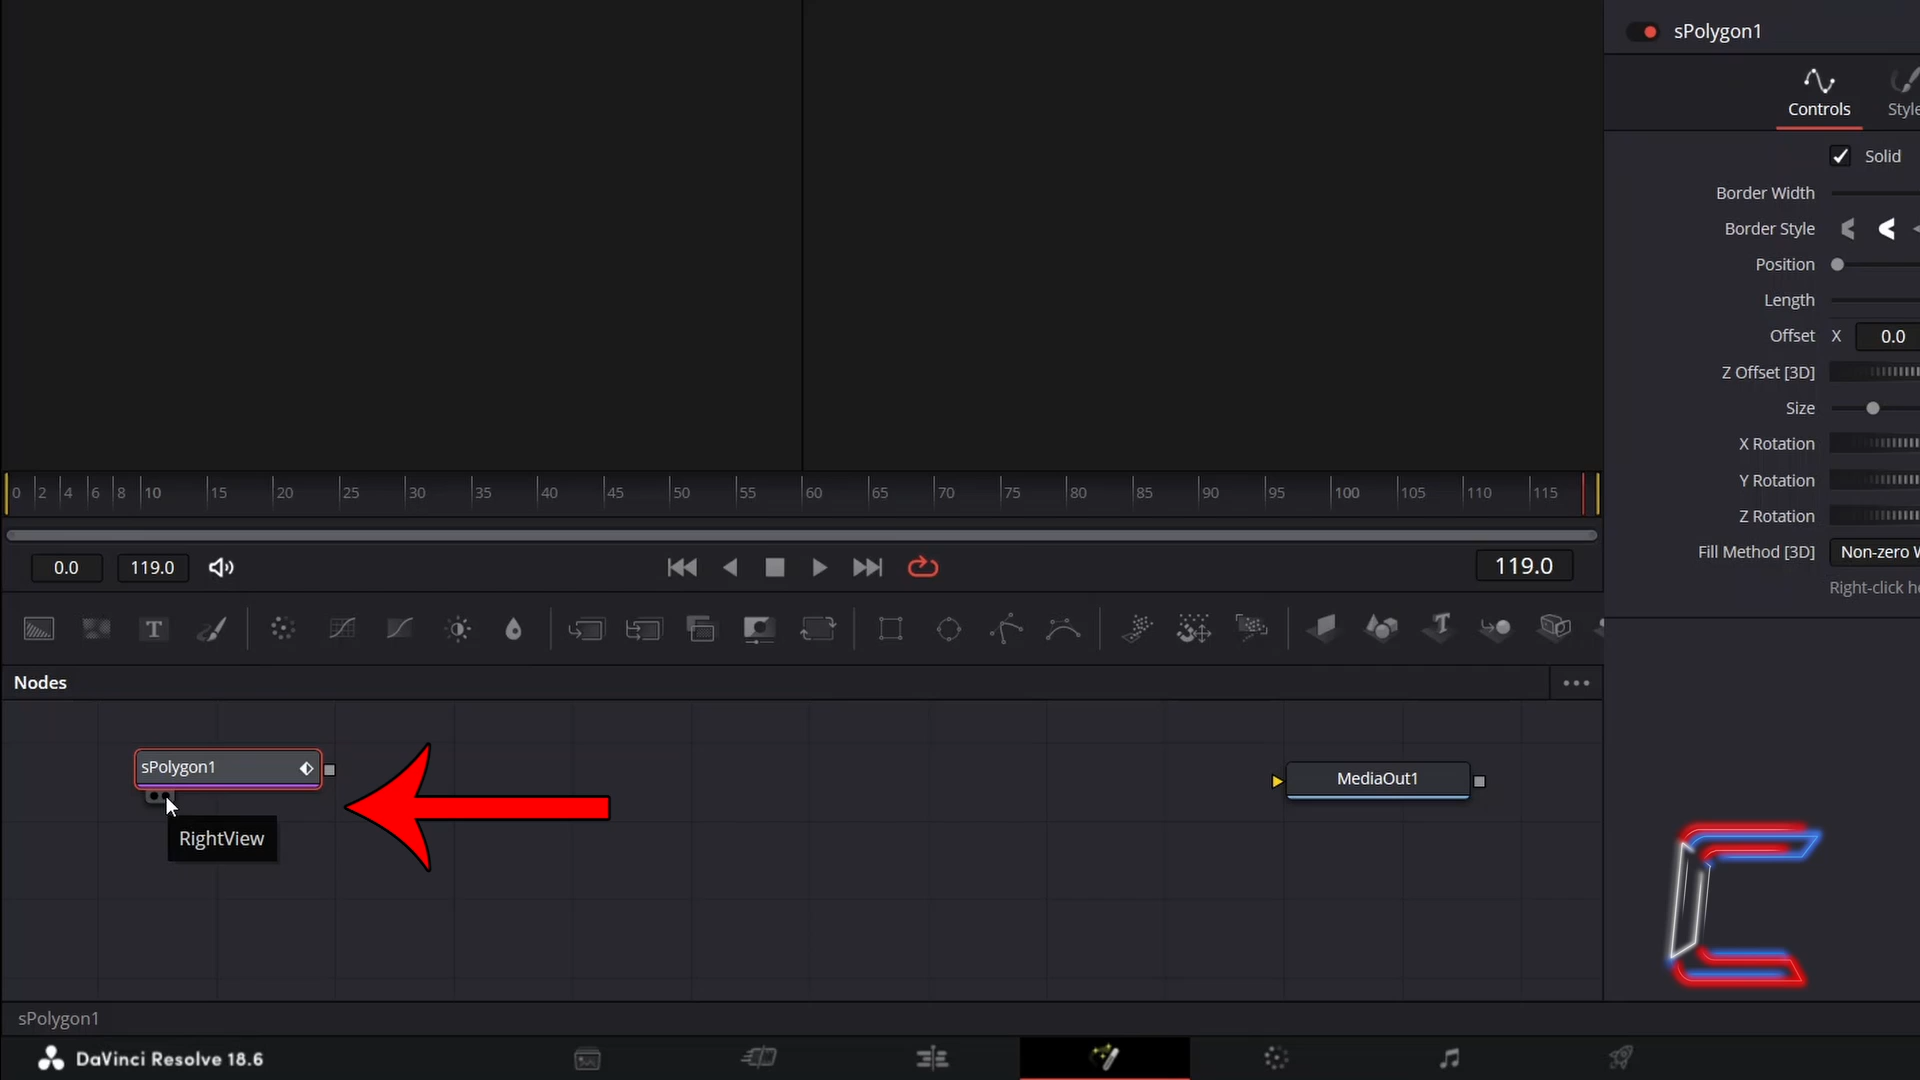 sPolygon1
Controls
Style
Solid
Border Width
Border Style
Position
Length
Offset X 0.0
Z Offset [3D]
Size
X Rotation
Y Rotation
Z Rotation
Fill Method [3D] Non-zero W
Right-click he
0 2 4 6 8 10 15 20 25 30 35 40 45 50 55 60 65 70 75 80 85 90 95 100 105 110 115
0.0 119.0 119.0
T
Nodes
sPolygon1
MediaOut1
RightView
sPolygon1
DaVinci Resolve 18.6